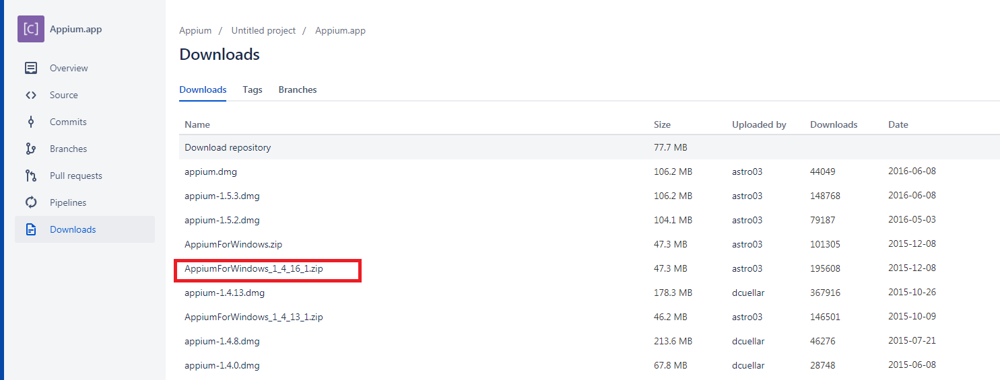 [C] Appium.app
Overview
Source
Commits
Branches
Pull requests
Pipelines
Downloads
Appium / Untitled project / Appium.app
Downloads
Downloads Tags Branches
Name Size Uploaded by Downloads Date
Download repository 77.7 MB
appium.dmg 106.2 MB astro03 44049 2016-06-08
appium-1.5.3.dmg 106.2 MB astro03 148768 2016-06-08
appium-1.5.2.dmg 104.1 MB astro03 79187 2016-05-03
AppiumForWindows.zip 47.3 MB astro03 101305 2015-12-08
AppiumForWindows_1_4_16_1.zip 47.3 MB astro03 195608 2015-12-08
appium-1.4.13.dmg 178.3 MB dcuellar 367916 2015-10-26
AppiumForWindows_1_4_13_1.zip 46.2 MB astro03 146501 2015-10-09
appium-1.4.8.dmg 213.6 MB dcuellar 46276 2015-07-21
appium-1.4.0.dmg 67.8 MB dcuellar 28748 2015-06-08